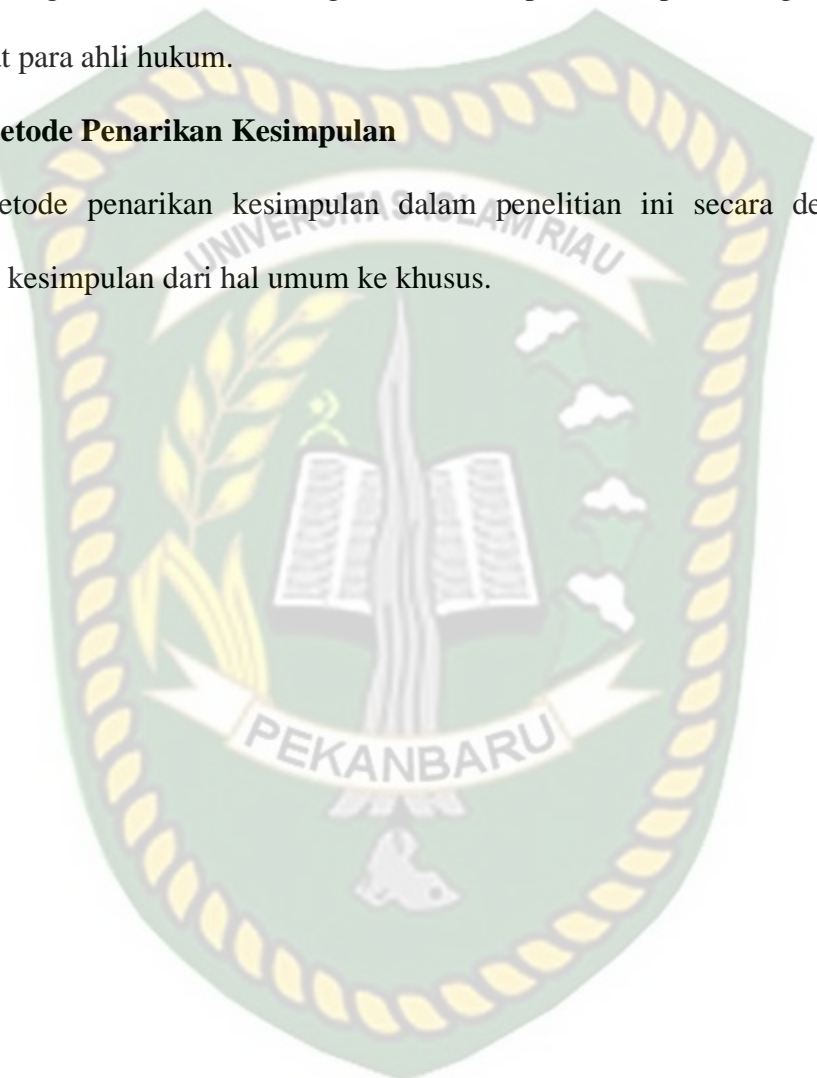 t para ahli hukum.
etode Penarikan Kesimpulan
etode penarikan kesimpulan dalam penelitian ini secara de
UNIVERSITAS ISLAM RIAU
kesimpulan dari hal umum ke khusus.
PEKANBARU